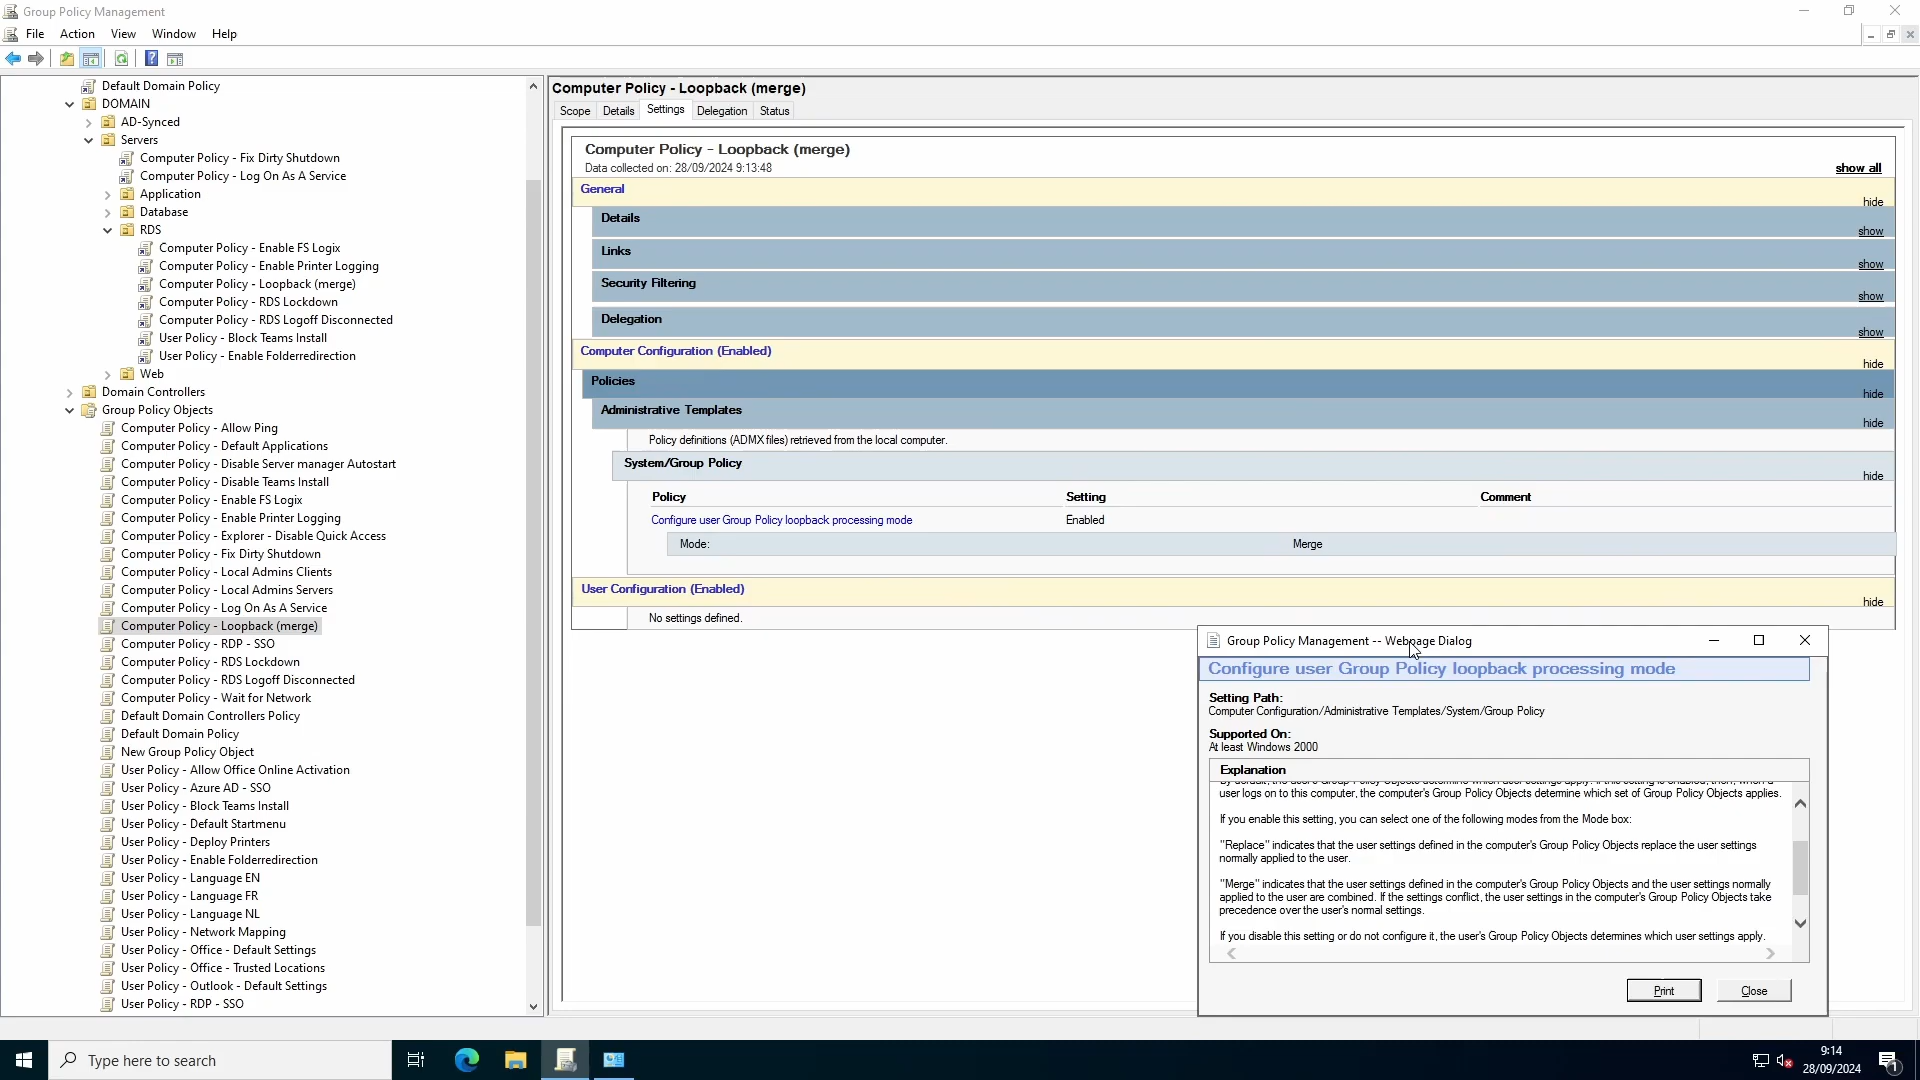 Group Policy Management
File Action View Window Help
Default Domain Policy
DOMAIN
AD-Synced
Servers
Computer Policy - Fix Dirty Shutdown
Computer Policy - Log On As A Service
Application
Database
RDS
Computer Policy - Enable FS Logix
Computer Policy - Enable Printer Logging
Computer Policy - Loopback (merge)
Computer Policy - RDS Lockdown
Computer Policy - RDS Logoff Disconnected
User Policy - Block Teams Install
User Policy - Enable Folderredirection
Web
Domain Controllers
Group Policy Objects
Computer Policy - Allow Ping
Computer Policy - Default Applications
Computer Policy - Disable Server manager Autostart
Computer Policy - Disable Teams Install
Computer Policy - Enable FS Logix
Computer Policy - Enable Printer Logging
Computer Policy - Explorer - Disable Quick Access
Computer Policy - Fix Dirty Shutdown
Computer Policy - Local Admins Clients
Computer Policy - Local Admins Servers
Computer Policy - Log On As A Service
Computer Policy - Loopback (merge)
Computer Policy - RDP - SSO
Computer Policy - RDS Lockdown
Computer Policy - RDS Logoff Disconnected
Computer Policy - Wait for Network
Default Domain Controllers Policy
Default Domain Policy
New Group Policy Object
User Policy - Allow Office Online Activation
User Policy - Azure AD - SSO
User Policy - Block Teams Install
User Policy - Default Startmenu
User Policy - Deploy Printers
User Policy - Enable Folderredirection
User Policy - Language EN
User Policy - Language FR
User Policy - Language NL
User Policy - Network Mapping
User Policy - Office - Default Settings
User Policy - Office - Trusted Locations
User Policy - Outlook - Default Settings
User Policy - RDP - SSO
Computer Policy - Loopback (merge)
Scope Details Settings Delegation Status
Computer Policy - Loopback (merge)
Data collected on: 28/09/2024 9:13:48
show all
General
hide
Details
show
Links
show
Security Filtering
show
Delegation
show
Computer Configuration (Enabled)
hide
Policies
hide
Administrative Templates
hide
Policy definitions (ADMX files) retrieved from the local computer.
System/Group Policy
hide
Policy Setting Comment
Configure user Group Policy loopback processing mode Enabled
Mode: Merge
User Configuration (Enabled)
hide
No settings defined.
Group Policy Management -- Webpage Dialog
Configure user Group Policy loopback processing mode
Setting Path:
Computer Configuration/Administrative Templates/System/Group Policy
Supported On:
At least Windows 2000
Explanation
By default, the user's Group Policy Objects determine which user settings apply. If this setting is enabled, then, when a
user logs on to this computer, the computer's Group Policy Objects determine which set of Group Policy Objects applies.
If you enable this setting, you can select one of the following modes from the Mode box:
"Replace" indicates that the user settings defined in the computer's Group Policy Objects replace the user settings
normally applied to the user.
"Merge" indicates that the user settings defined in the computer's Group Policy Objects and the user settings normally
applied to the user are combined. If the settings conflict, the user settings in the computer's Group Policy Objects take
precedence over the user's normal settings.
If you disable this setting or do not configure it, the user's Group Policy Objects determines which user settings apply.
Print Close
Type here to search
9:14
28/09/2024
1